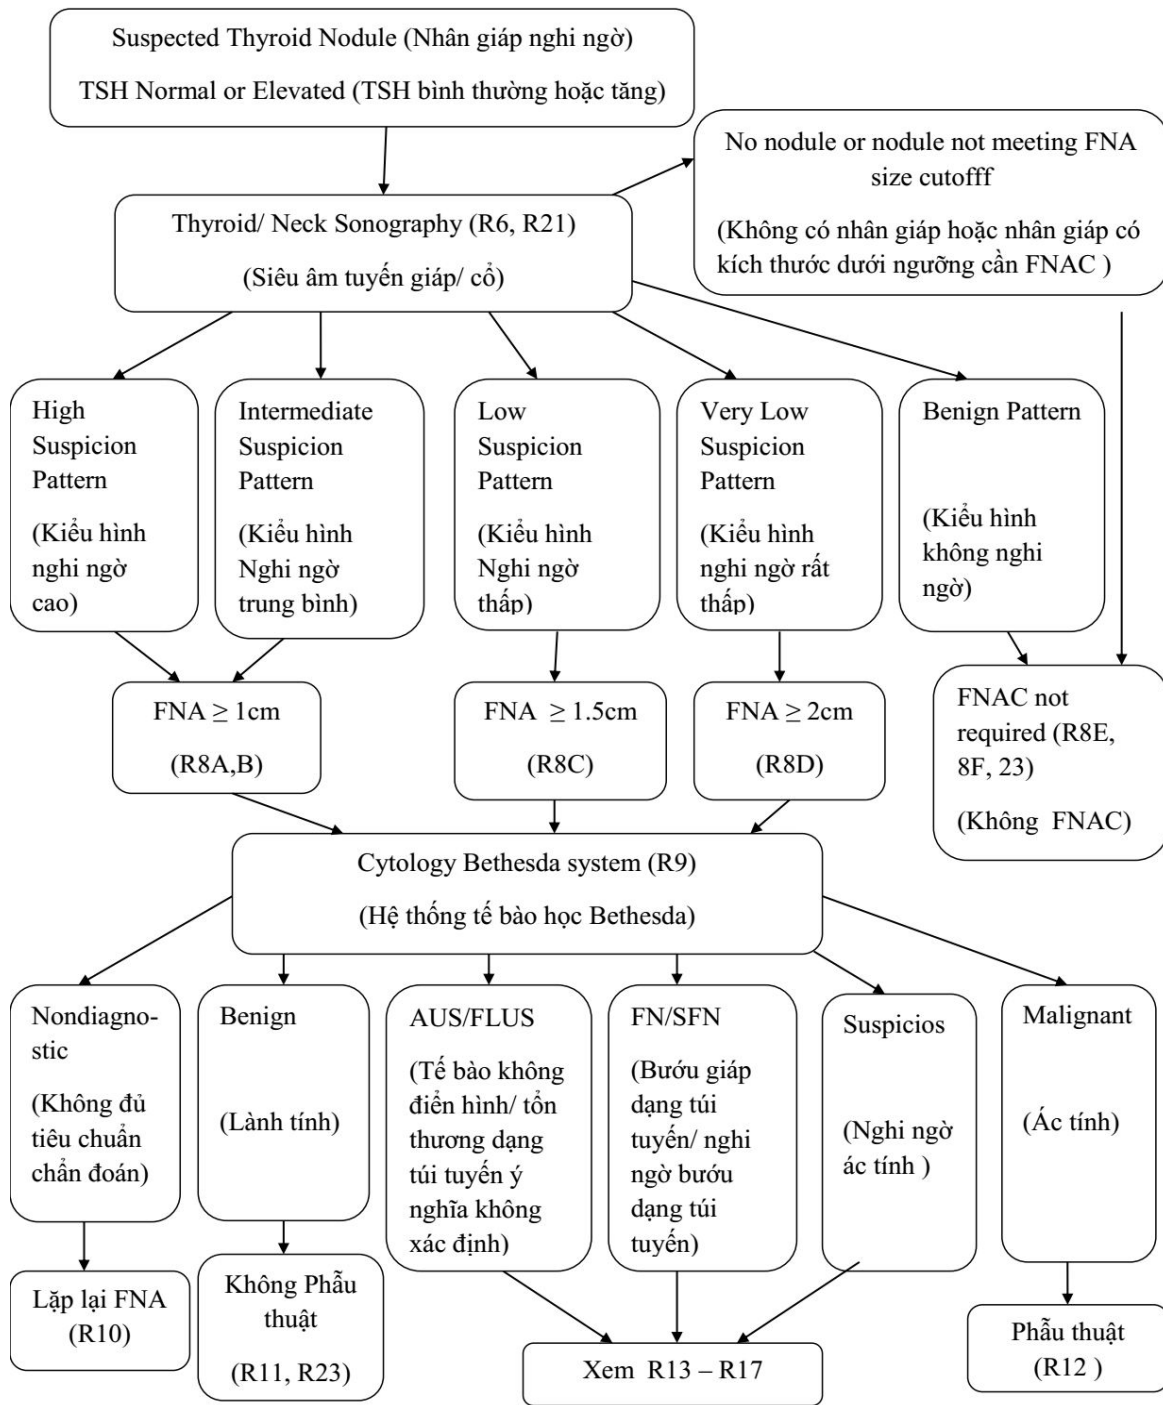 Suspected Thyroid Nodule (Nhân giáp nghi ngờ)
TSH Normal or Elevated (TSH bình thường hoặc tăng)
No nodule or nodule not meeting FNA
size cutofff
(Không có nhân giáp hoặc nhân giáp có
kích thước dưới ngưỡng cần FNAC )
Thyroid/ Neck Sonography (R6, R21)
(Siêu âm tuyến giáp/ cổ)
High
Suspicion
Pattern
(Kiểu hình
nghi ngờ
cao)
Intermediate
Suspicion
Pattern
(Kiểu hình
Nghi ngờ
trung bình)
Low
Suspicion
Pattern
(Kiểu hình
Nghi ngờ
thấp)
Very Low
Suspicion
Pattern
(Kiểu hình
nghi ngờ rất
thấp)
Benign Pattern
(Kiểu hình
không nghi
ngờ)
FNA ≥ 1cm
(R8A,B)
FNA ≥ 1.5cm
(R8C)
FNA ≥ 2cm
(R8D)
FNAC not
required (R8E,
8F, 23)
(Không FNAC)
Cytology Bethesda system (R9)
(Hệ thống tế bào học Bethesda)
Nondiagno-
stic
(Không đủ
tiêu chuẩn
chẩn đoán)
Benign
(Lành tính)
AUS/FLUS
(Tế bào không
điển hình/ tổn
thương dạng
túi tuyến ý
nghĩa không
xác định)
FN/SFN
(Bướu giáp
dạng túi
tuyến/ nghi
ngờ bướu
dạng túi
tuyến)
Suspicios
(Nghi ngờ
ác tính )
Malignant
(Ác tính)
Lặp lại FNA
(R10)
Không Phẫu
thuật
(R11, R23)
Xem R13 – R17
Phẫu thuật
(R12 )